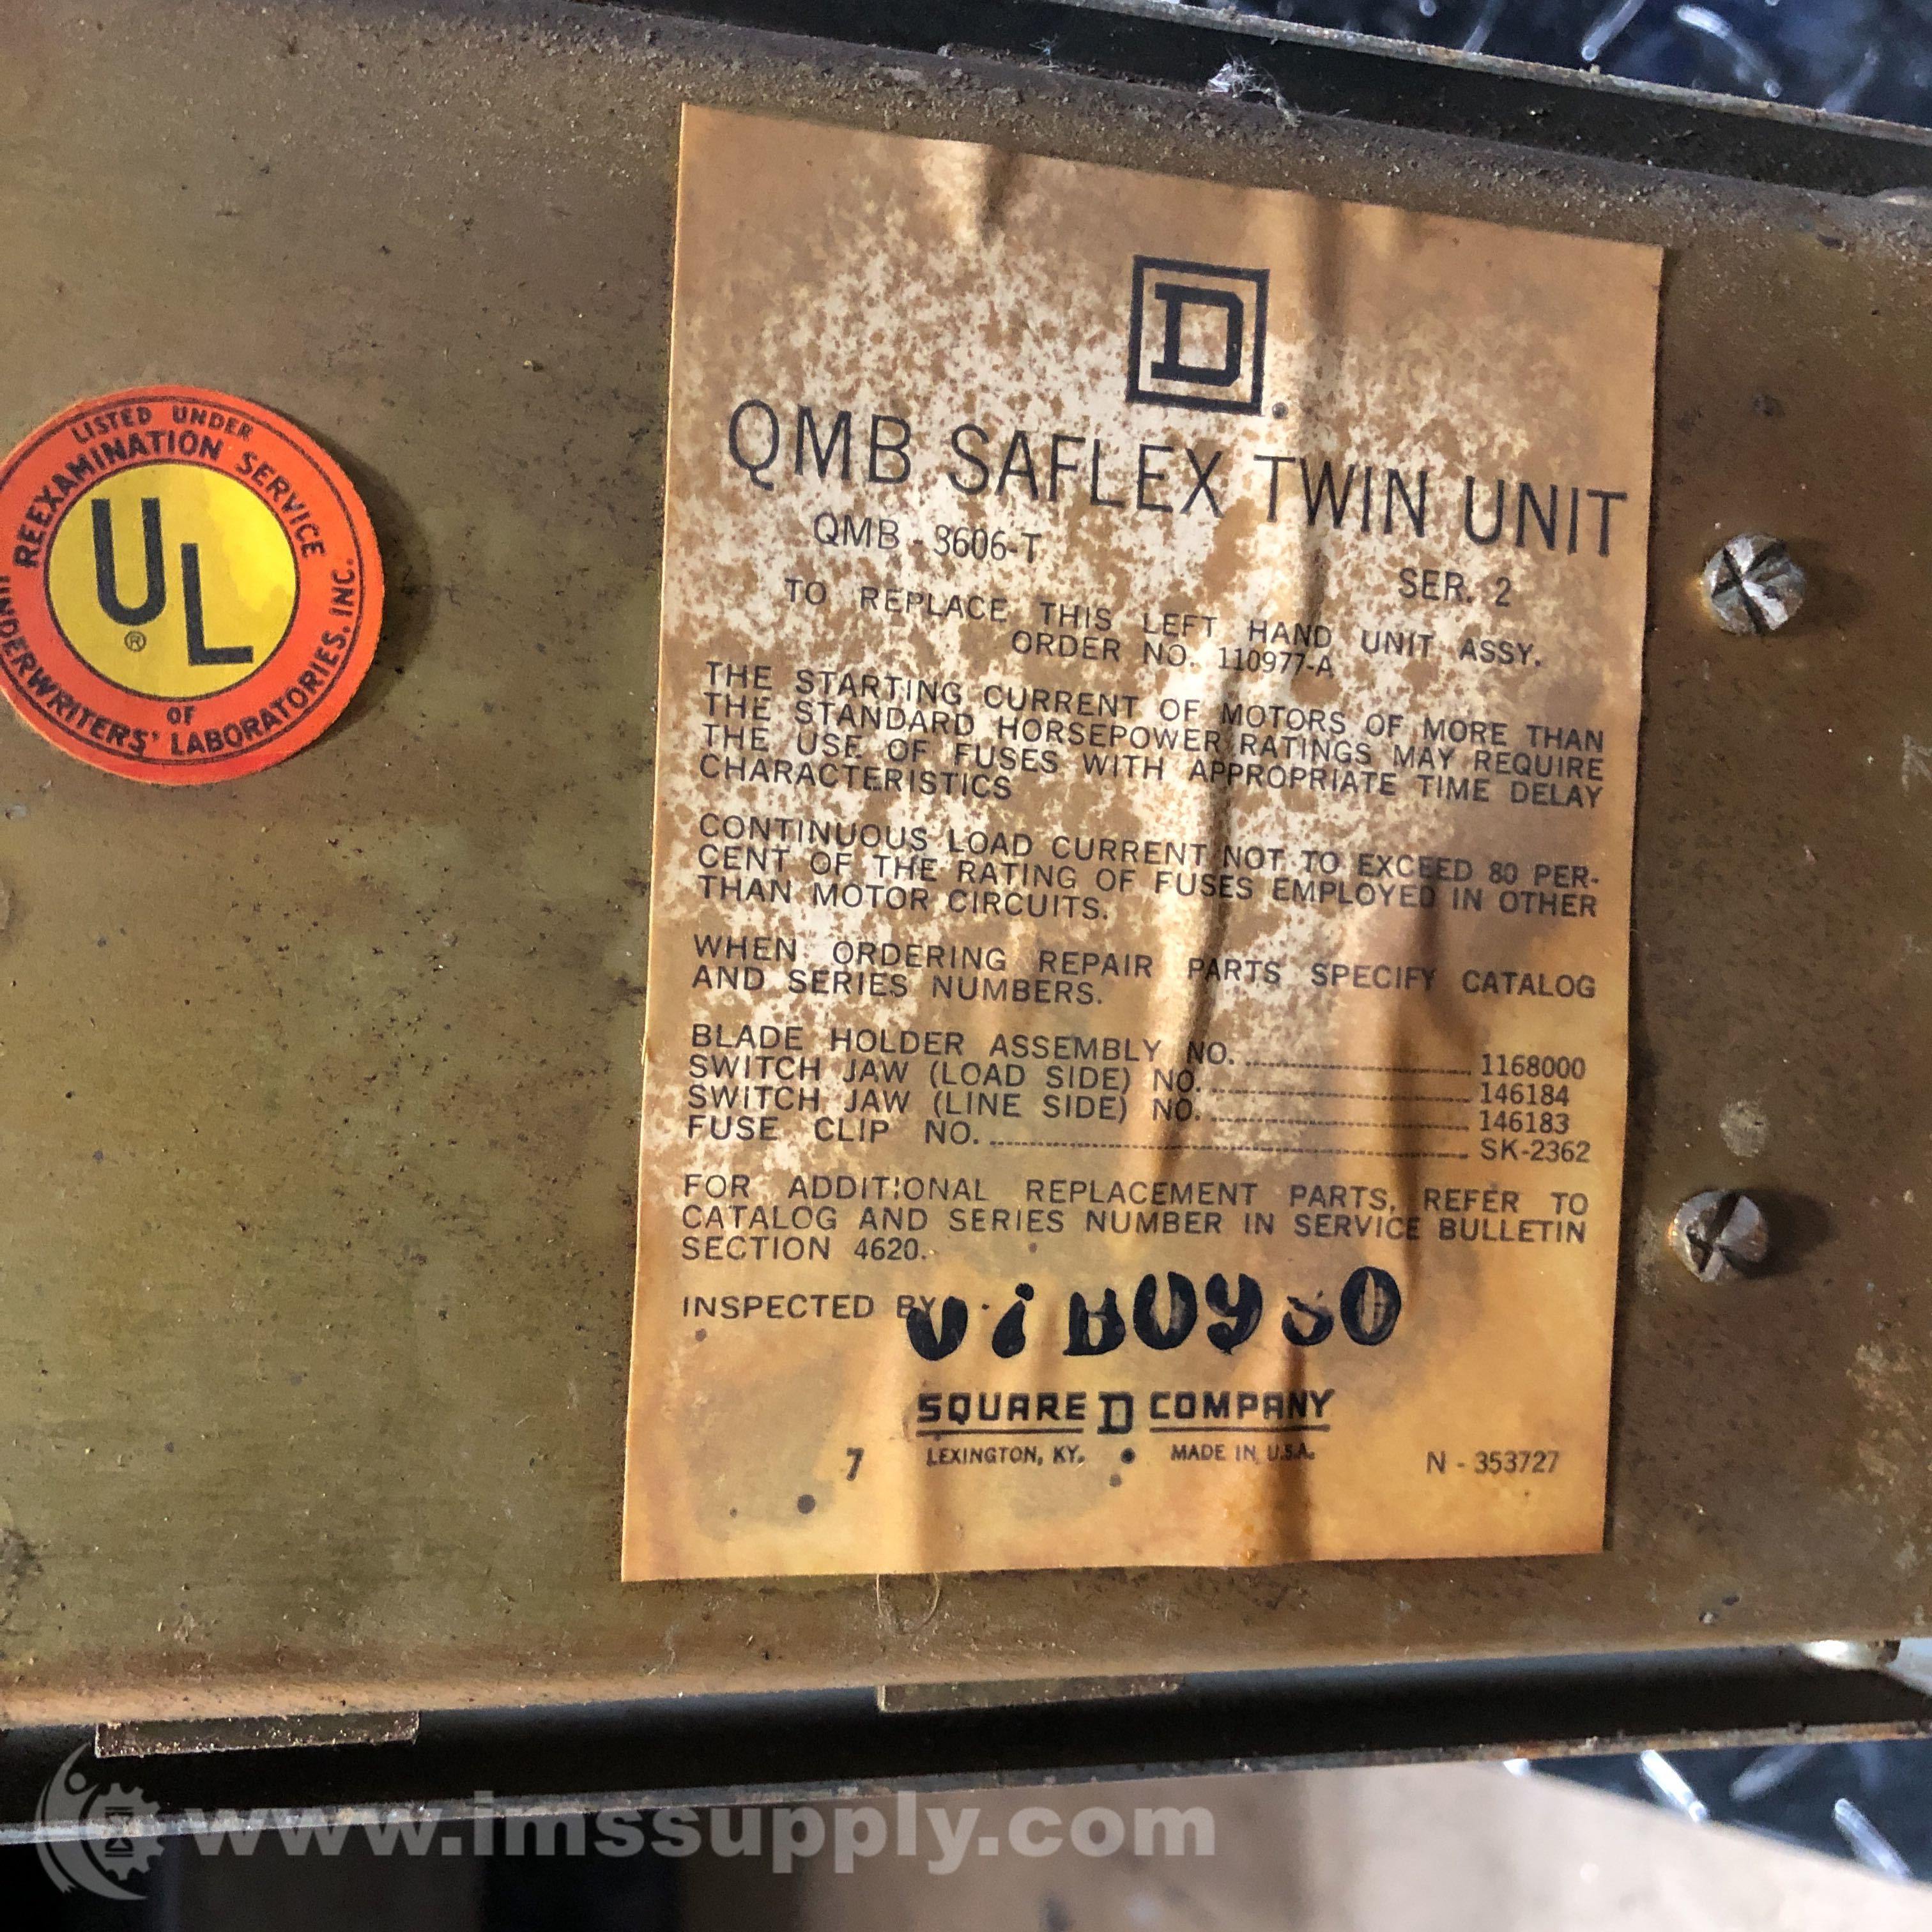 LISTED UNDER
REEXAMINATION SERVICE
UL
®
OF
UNDERWRITERS' LABORATORIES, INC.
D
QMB SAFLEX TWIN UNIT
QMB - 3606-T
SER. 2
TO REPLACE THIS LEFT HAND UNIT ASSY.
ORDER NO. 110977-A
THE STARTING CURRENT OF MOTORS OF MORE THAN
THE STANDARD HORSEPOWER RATINGS MAY REQUIRE
THE USE OF FUSES WITH APPROPRIATE TIME DELAY
CHARACTERISTICS
CONTINUOUS LOAD CURRENT NOT TO EXCEED 80 PER-
CENT OF THE RATING OF FUSES EMPLOYED IN OTHER
THAN MOTOR CIRCUITS.
WHEN ORDERING REPAIR PARTS SPECIFY CATALOG
AND SERIES NUMBERS.
BLADE HOLDER ASSEMBLY NO. 1168000
SWITCH JAW (LOAD SIDE) NO. 146184
SWITCH JAW (LINE SIDE) NO. 146183
FUSE CLIP NO. SK-2362
FOR ADDITIONAL REPLACEMENT PARTS, REFER TO
CATALOG AND SERIES NUMBER IN SERVICE BULLETIN
SECTION 4620.
INSPECTED BY
SQUARE D COMPANY
7 LEXINGTON, KY. • MADE IN U.S.A. N - 353727
www.imssupply.com